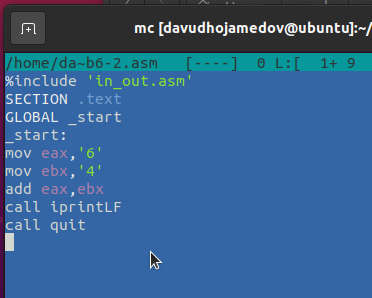 mc [davudhojamedov@ubuntu]:~/
/home/da~b6-2.asm [----] 0 L:[ 1+ 9
%include 'in_out.asm'
SECTION .text
GLOBAL _start
_start:
mov eax,'6'
mov ebx,'4'
add eax,ebx
call iprintLF
call quit